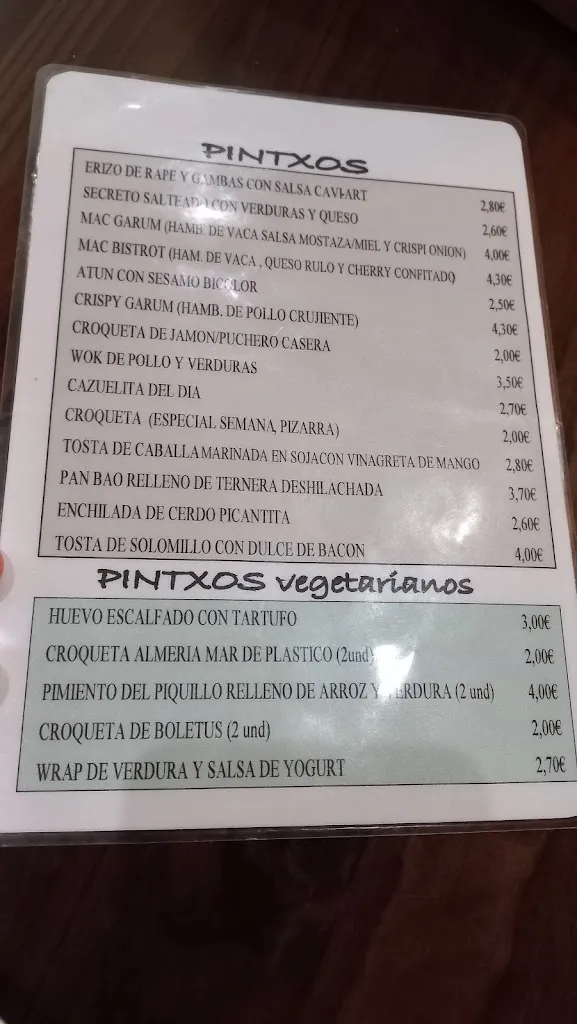 PINTXOS
ERIZO DE RAPE Y GAMBAS CON SALSA CAVI-ART 2,80€
SECRETO SALTEADO CON VERDURAS Y QUESO 2,60€
MAC GARUM (HAMB. DE VACA SALSA MOSTAZA/MIEL Y CRISPI ONION) 4,00€
MAC BISTROT (HAM. DE VACA , QUESO RULO Y CHERRY CONFITADO 4,30€
ATUN CON SESAMO BICOLOR 2,50€
CRISPY GARUM (HAMB. DE POLLO CRUJIENTE) 4,30€
CROQUETA DE JAMON/PUCHERO CASERA 2,00€
WOK DE POLLO Y VERDURAS 3,50€
CAZUELITA DEL DIA 2,70€
CROQUETA (ESPECIAL SEMANA, PIZARRA) 2,00€
TOSTA DE CABALLA MARINADA EN SOJACON VINAGRETA DE MANGO 2,80€
PAN BAO RELLENO DE TERNERA DESHILACHADA 3,70€
ENCHILADA DE CERDO PICANTITA 2,60€
TOSTA DE SOLOMILLO CON DULCE DE BACON 4,00€
PINTXOS vegetarianos
HUEVO ESCALFADO CON TARTUFO 3,00€
CROQUETA ALMERIA MAR DE PLASTICO (2und) 2,00€
PIMIENTO DEL PIQUILLO RELLENO DE ARROZ Y VERDURA (2 und) 4,00€
CROQUETA DE BOLETUS (2 und) 2,00€
WRAP DE VERDURA Y SALSA DE YOGURT 2,70€